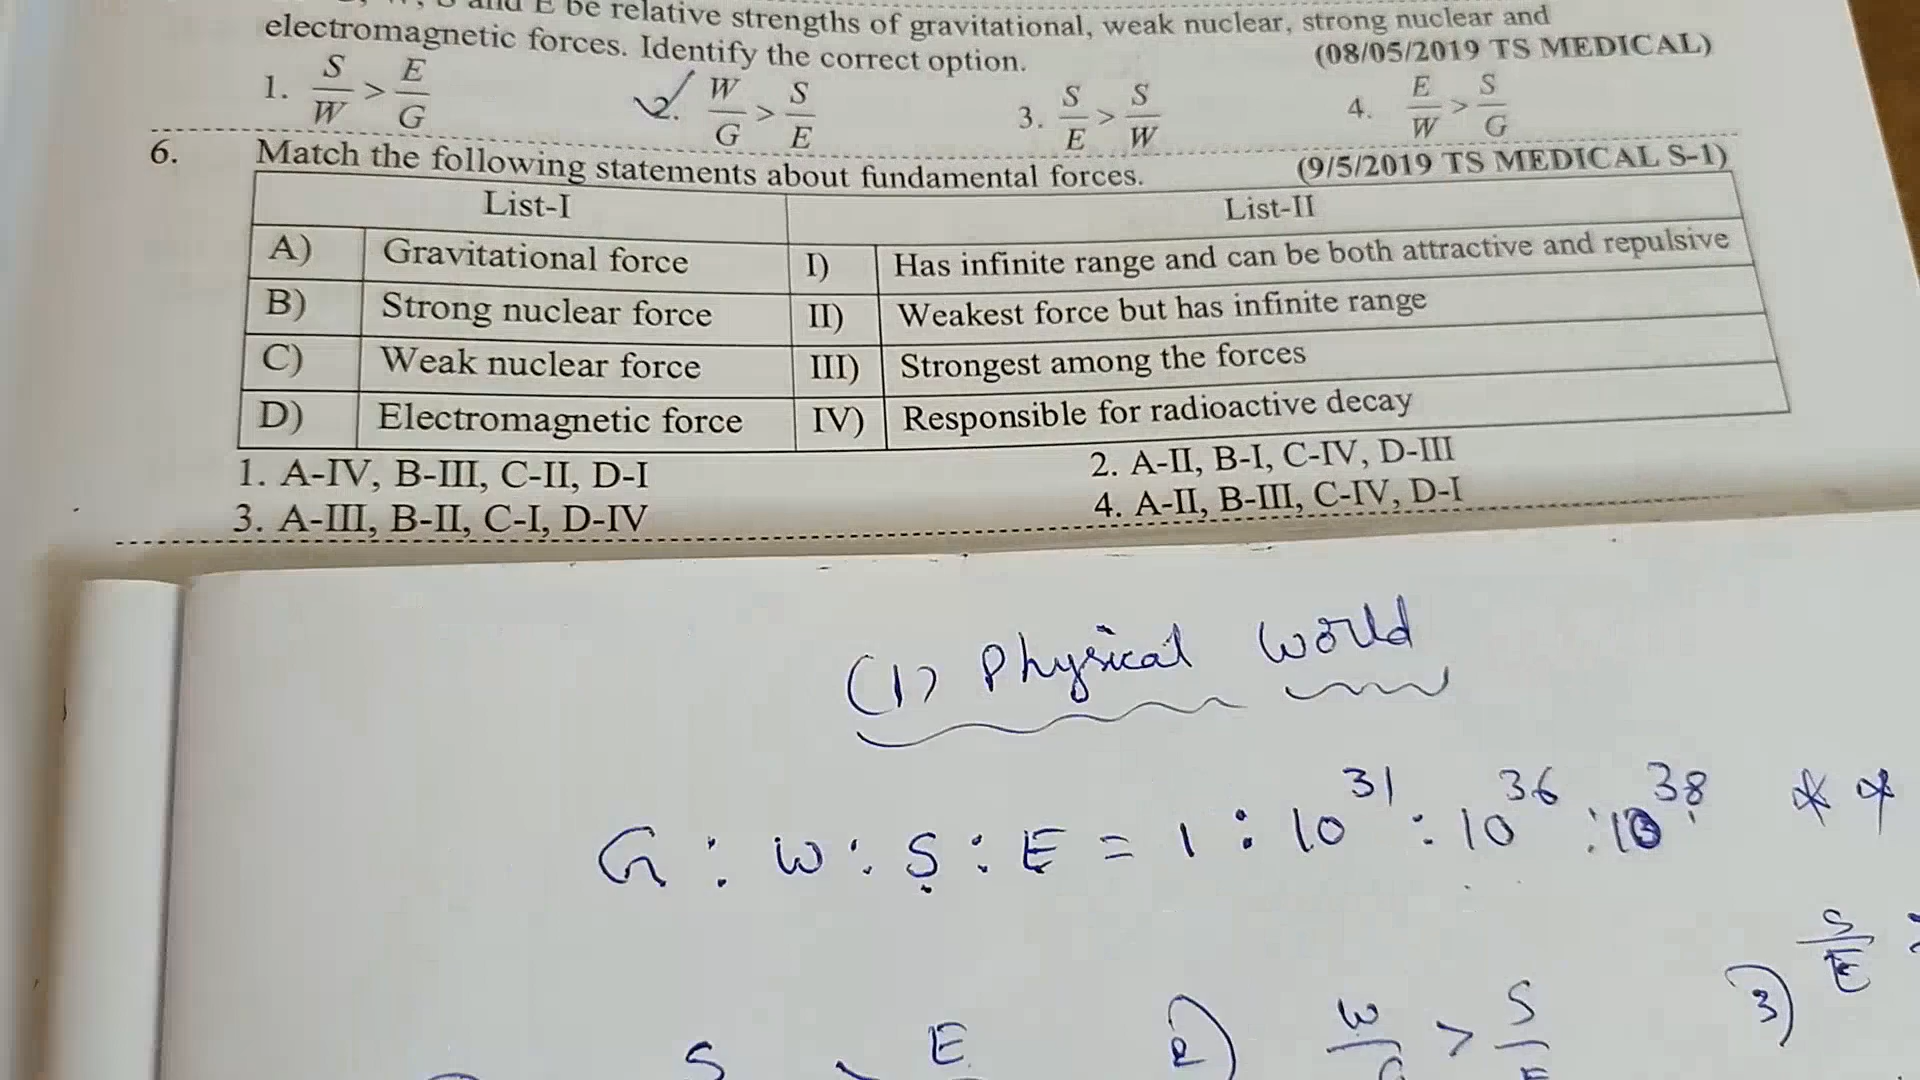 S and E be relative strengths of gravitational, weak nuclear, strong nuclear and
electromagnetic forces. Identify the correct option. (08/05/2019 TS MEDICAL)
1. S/W > E/G 2. W/G > S/E 3. S/E > S/W 4. E/W > S/G
6. Match the following statements about fundamental forces. (9/5/2019 TS MEDICAL S-1)
List-I List-II
A) Gravitational force I) Has infinite range and can be both attractive and repulsive
B) Strong nuclear force II) Weakest force but has infinite range
C) Weak nuclear force III) Strongest among the forces
D) Electromagnetic force IV) Responsible for radioactive decay
1. A-IV, B-III, C-II, D-I 2. A-II, B-I, C-IV, D-III
3. A-III, B-II, C-I, D-IV 4. A-II, B-III, C-IV, D-I
(1) Physical World
G : W : S : E = 1 : 10^31 : 10^36 : 10^38 * *
S E 2) W > S 3) S/E